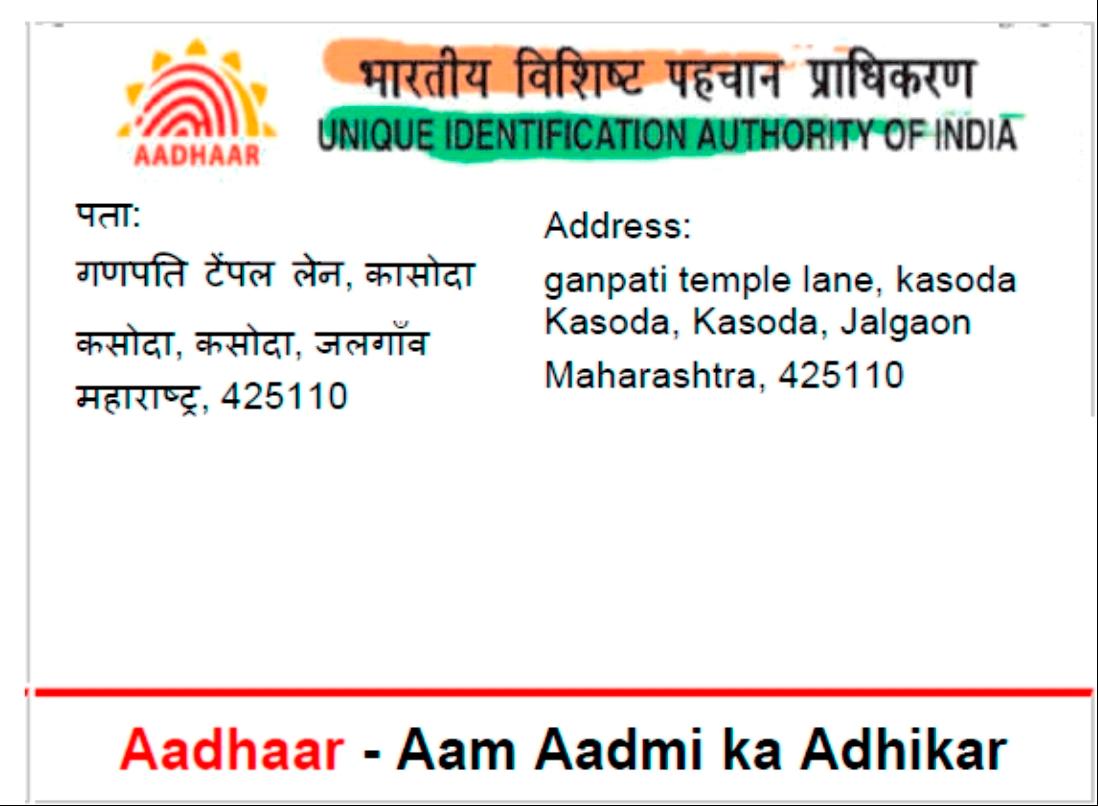 भारतीय विशिष्ट पहचान प्राधिकरण
UNIQUE IDENTIFICATION AUTHORITY OF INDIA
AADHAAR
पता:
गणपति टेंपल लेन, कासोदा
कसोदा, कसोदा, जलगाँव
महाराष्ट्र, 425110
Address:
ganpati temple lane, kasoda
Kasoda, Kasoda, Jalgaon
Maharashtra, 425110
Aadhaar - Aam Aadmi ka Adhikar